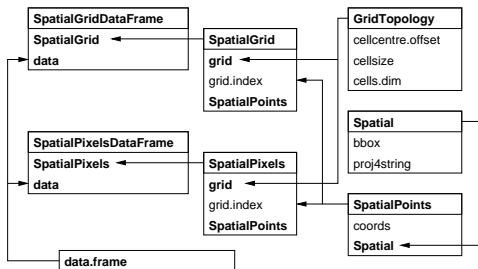 SpatialGridDataFrame
SpatialGrid
data
SpatialGrid
grid
grid.index
SpatialPoints
GridTopology
cellcentre.offset
cellsize
cells.dim
SpatialPixelsDataFrame
SpatialPixels
data
SpatialPixels
grid
grid.index
SpatialPoints
Spatial
bbox
proj4string
SpatialPoints
coords
Spatial
data.frame